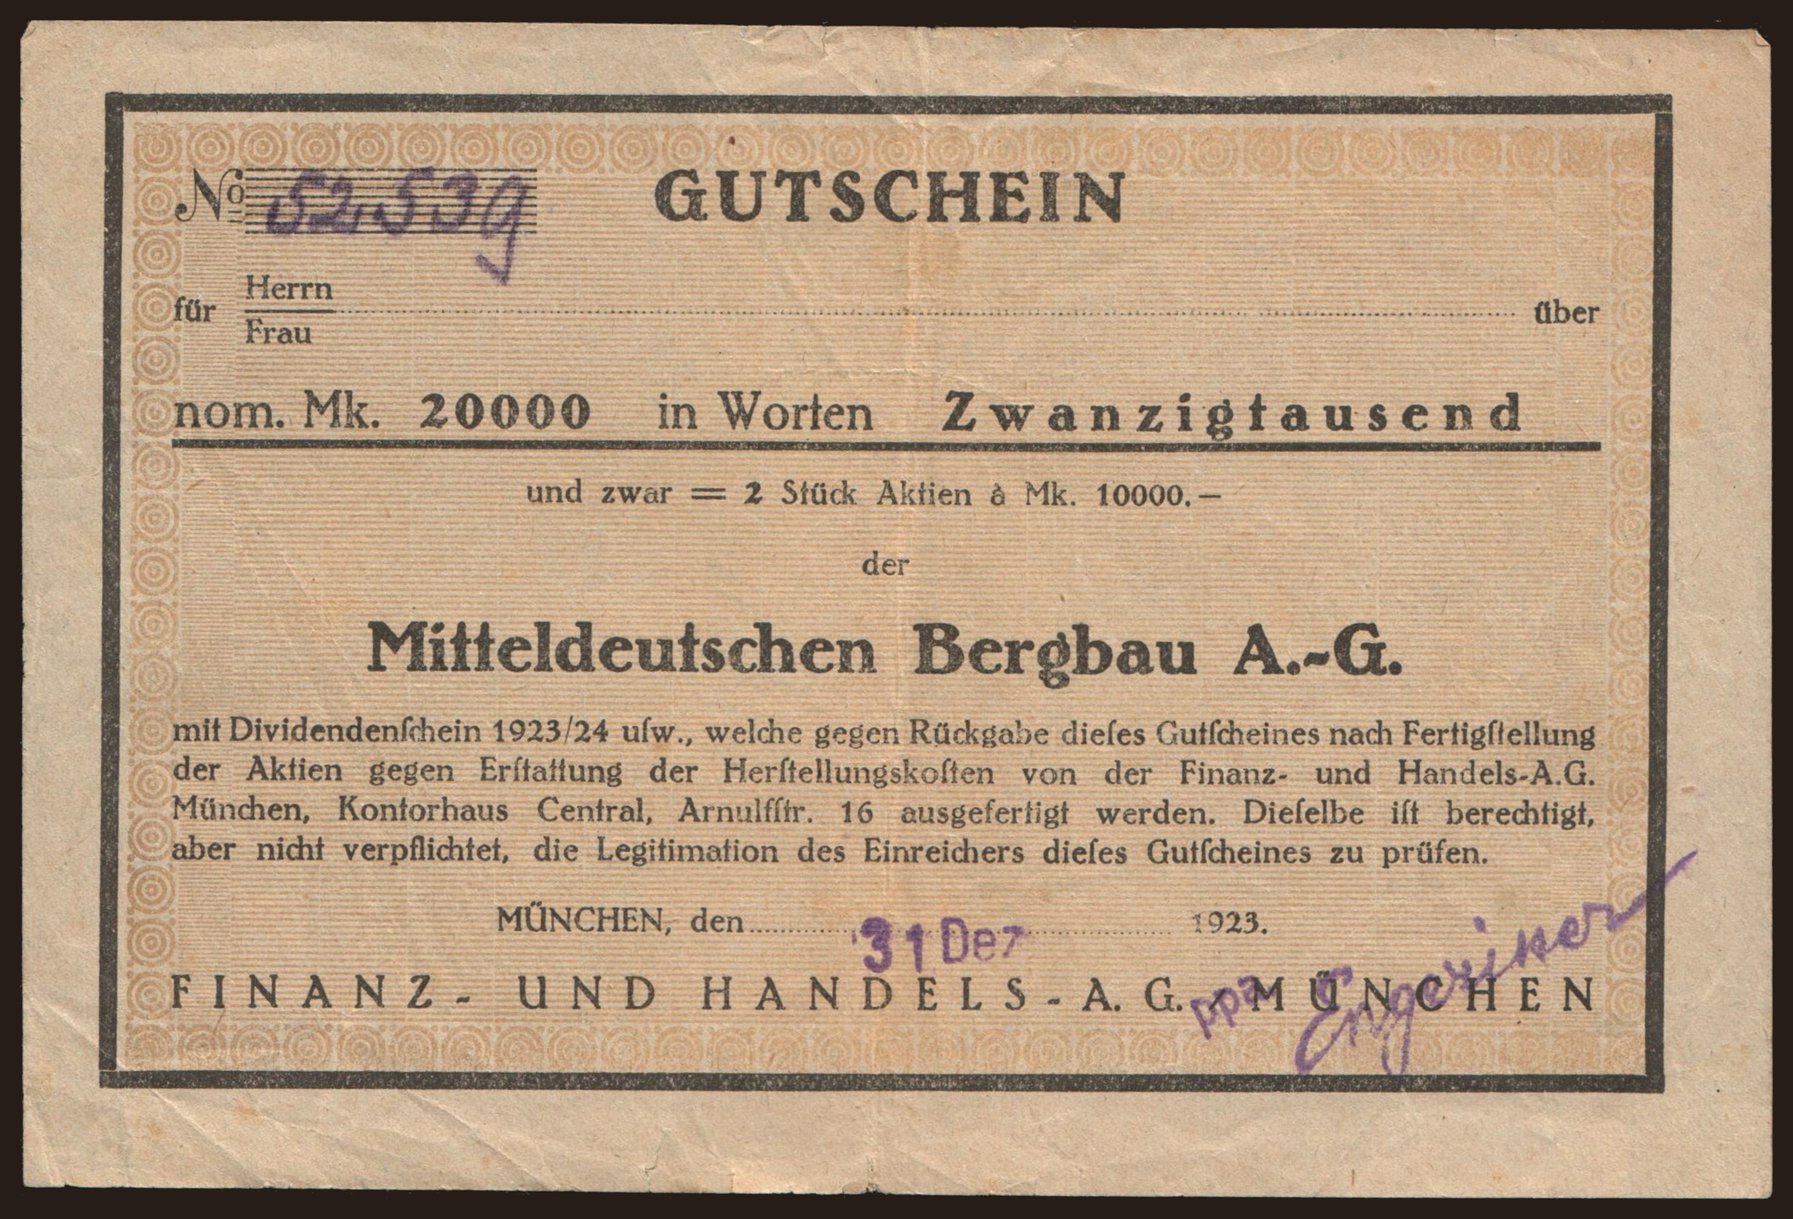 No 52.539 GUTSCHEIN
für Herrn
Frau über
nom. Mk. 20000 in Worten Zwanzigtausend
und zwar = 2 Stück Aktien à Mk. 10000.—
der
Mitteldeutschen Bergbau A.-G.
mit Dividendenſchein 1923/24 uſw., welche gegen Rückgabe dieſes Gutſcheines nach Fertigſtellung
der Aktien gegen Erſtattung der Herſtellungskoſten von der Finanz- und Handels-A.G.
München, Kontorhaus Central, Arnulfſtr. 16 ausgefertigt werden. Dieſelbe iſt berechtigt,
aber nicht verpflichtet, die Legitimation des Einreichers dieſes Gutſcheines zu prüfen.
MÜNCHEN, den 31 Dez 1923.
FINANZ- UND HANDELS-A. G. MÜNCHEN
ppa